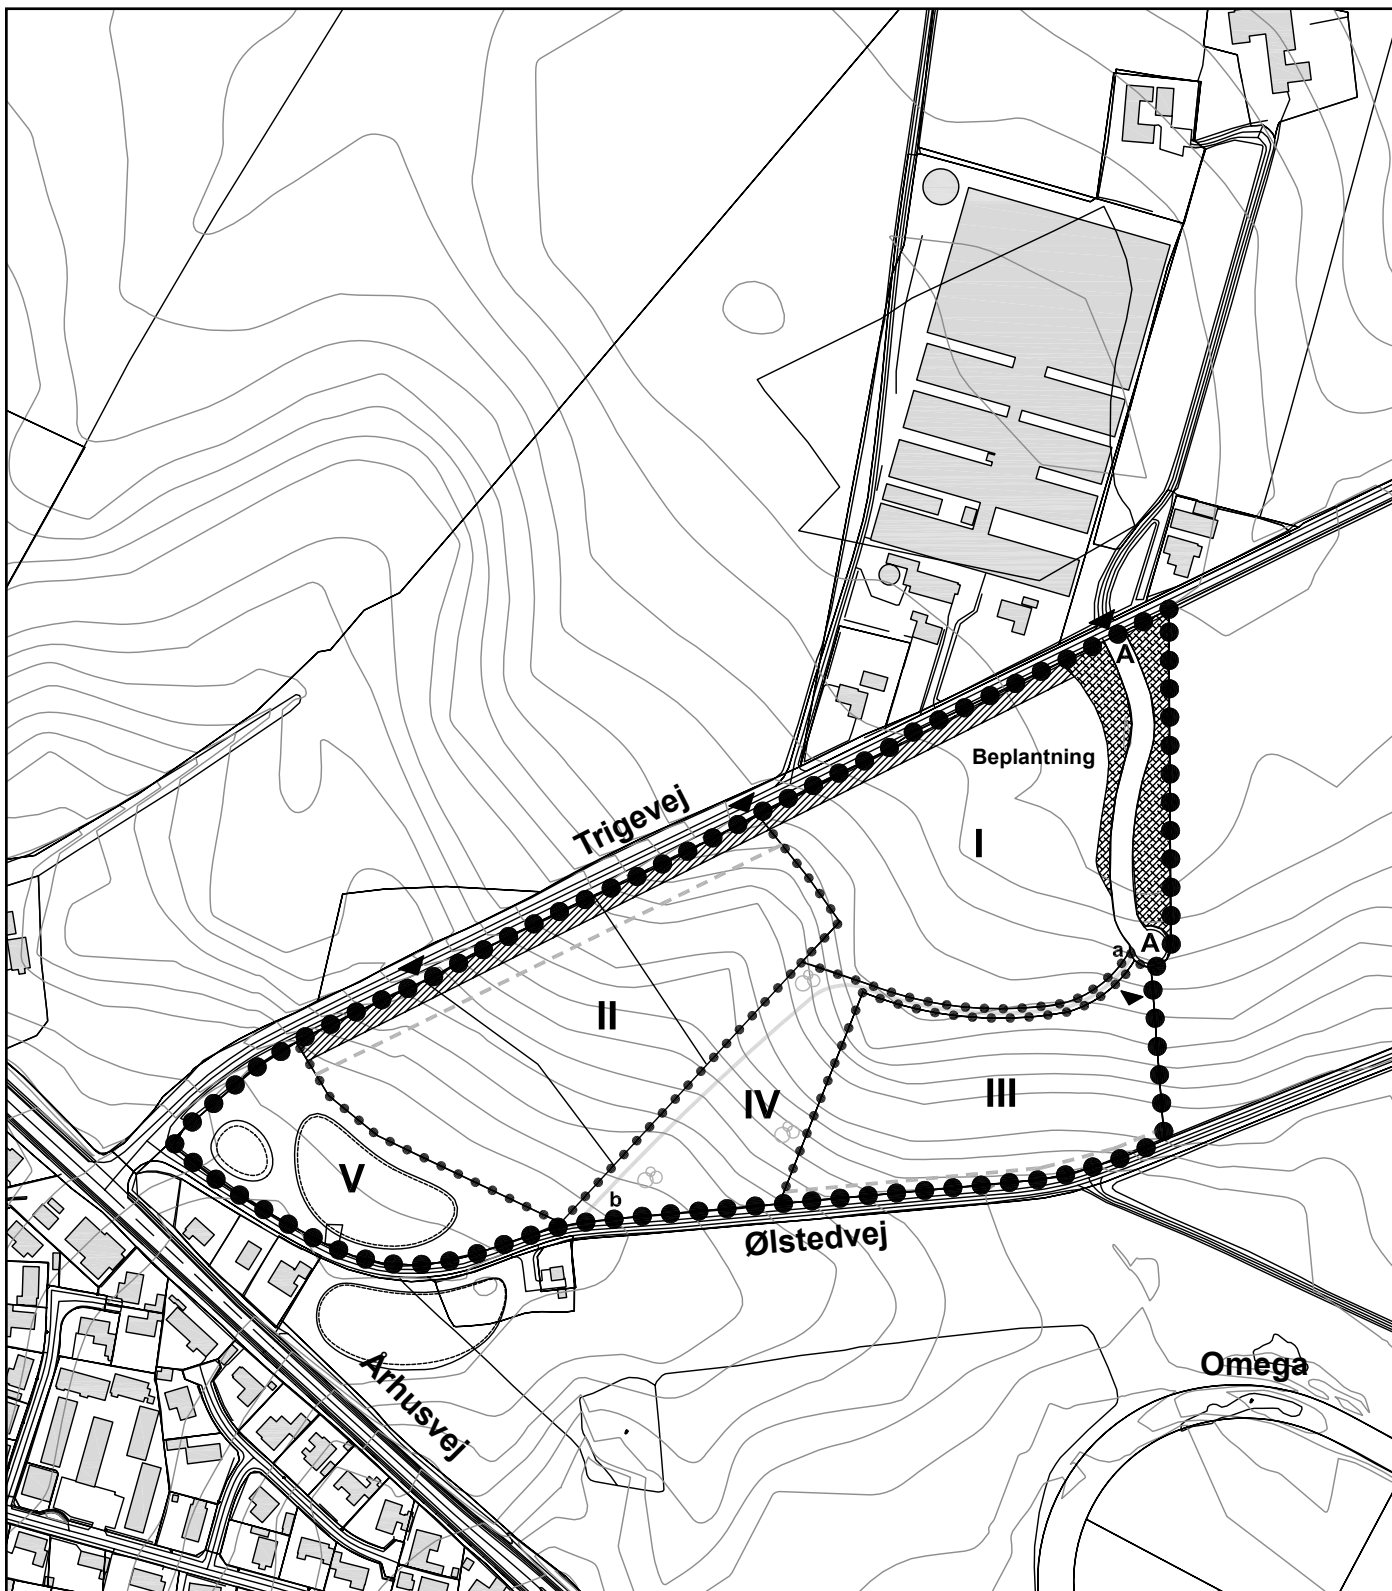 A
Beplantning
Trigevej
I
a
A
II
IV
III
V
b
Ølstedvej
Århusvej
Omega